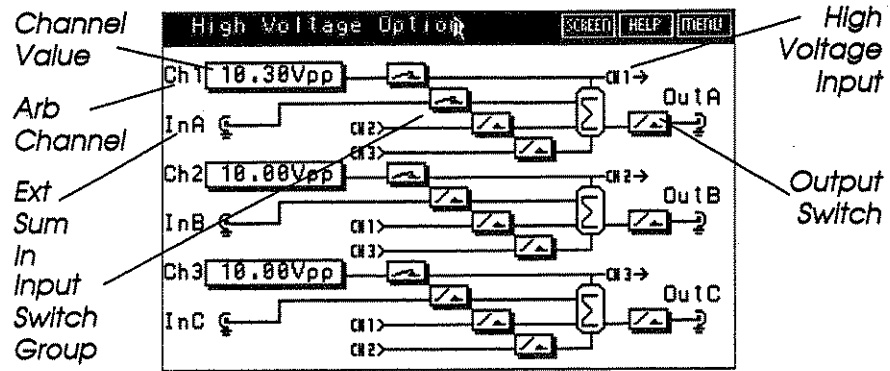 Channel
Value
Arb
Channel
Ext
Sum
In
Input
Switch
Group
High Voltage Option
SCREEN HELP MENU
Ch1 10.30Vpp CH1→
InA OutA
CH2>
CH3>
Ch2 10.00Vpp CH2→
InB OutB
CH1>
CH3>
Ch3 10.00Vpp CH3→
InC OutC
CH1>
CH2>
Σ
Σ
Σ
High
Voltage
Input
Output
Switch